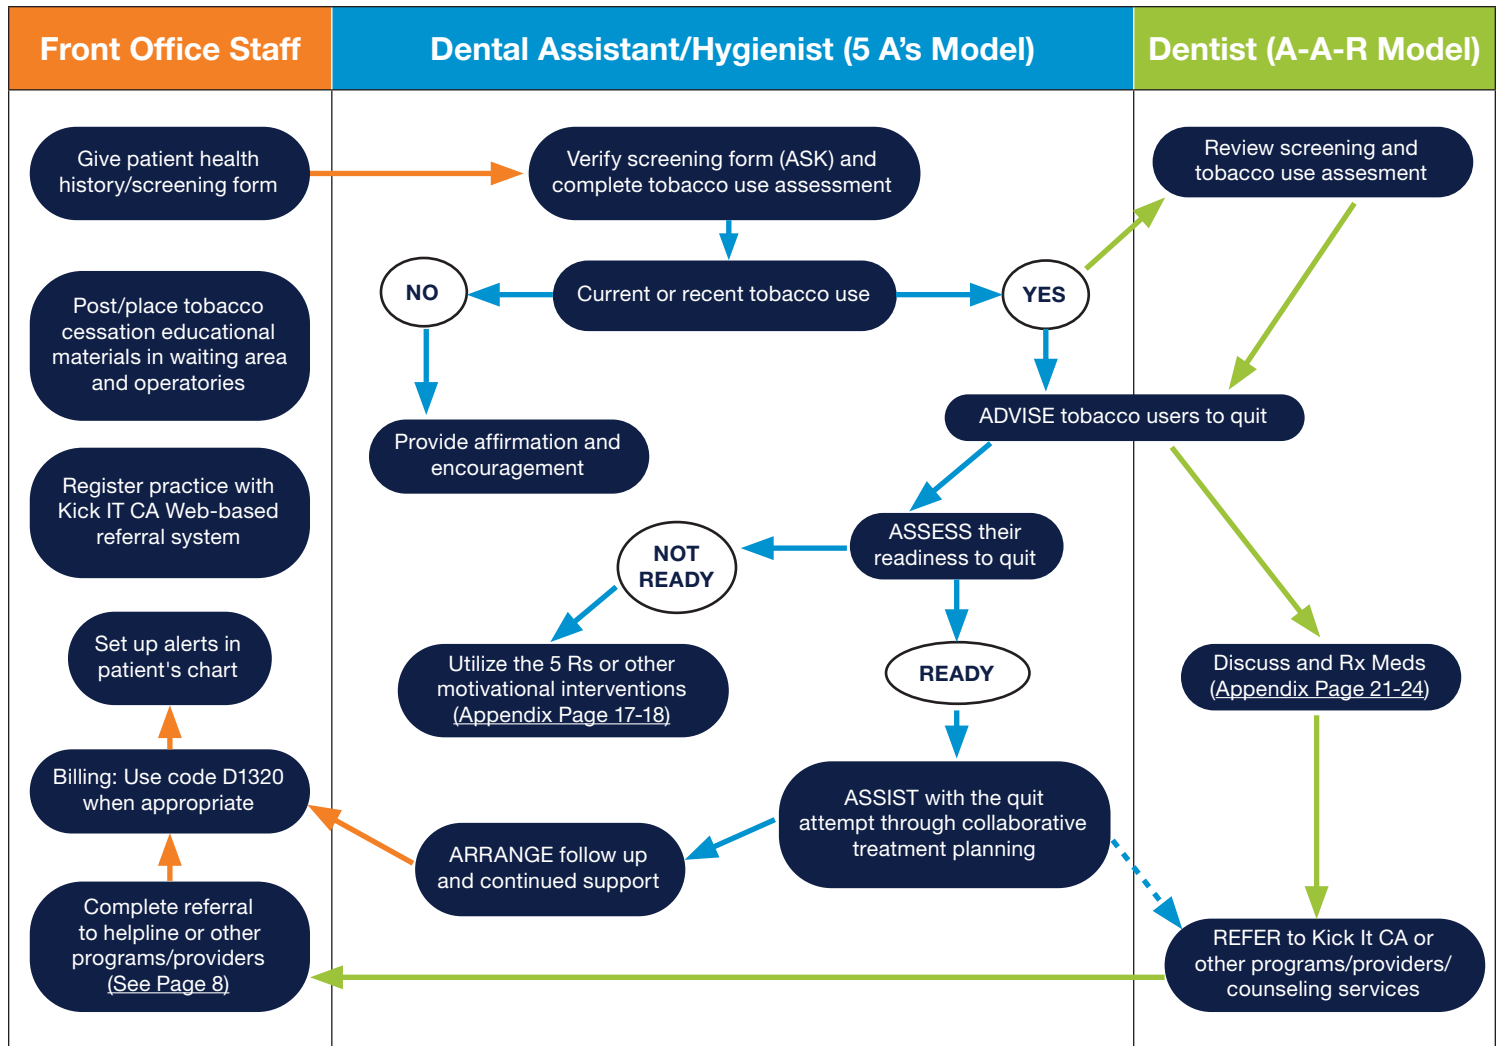 Front Office Staff
Dental Assistant/Hygienist (5 A's Model)
Dentist (A-A-R Model)
Give patient health
history/screening form
Post/place tobacco
cessation educational
materials in waiting area
and operatories
Register practice with
Kick IT CA Web-based
referral system
Set up alerts in
patient's chart
Billing: Use code D1320
when appropriate
Complete referral
to helpline or other
programs/providers
(See Page 8)
Verify screening form (ASK) and
complete tobacco use assessment
NO
Current or recent tobacco use
YES
Provide affirmation and
encouragement
ADVISE tobacco users to quit
ASSESS their
readiness to quit
NOT
READY
Utilize the 5 Rs or other
motivational interventions
(Appendix Page 17-18)
READY
ASSIST with the quit
attempt through collaborative
treatment planning
ARRANGE follow up
and continued support
Review screening and
tobacco use assesment
Discuss and Rx Meds
(Appendix Page 21-24)
REFER to Kick It CA or
other programs/providers/
counseling services